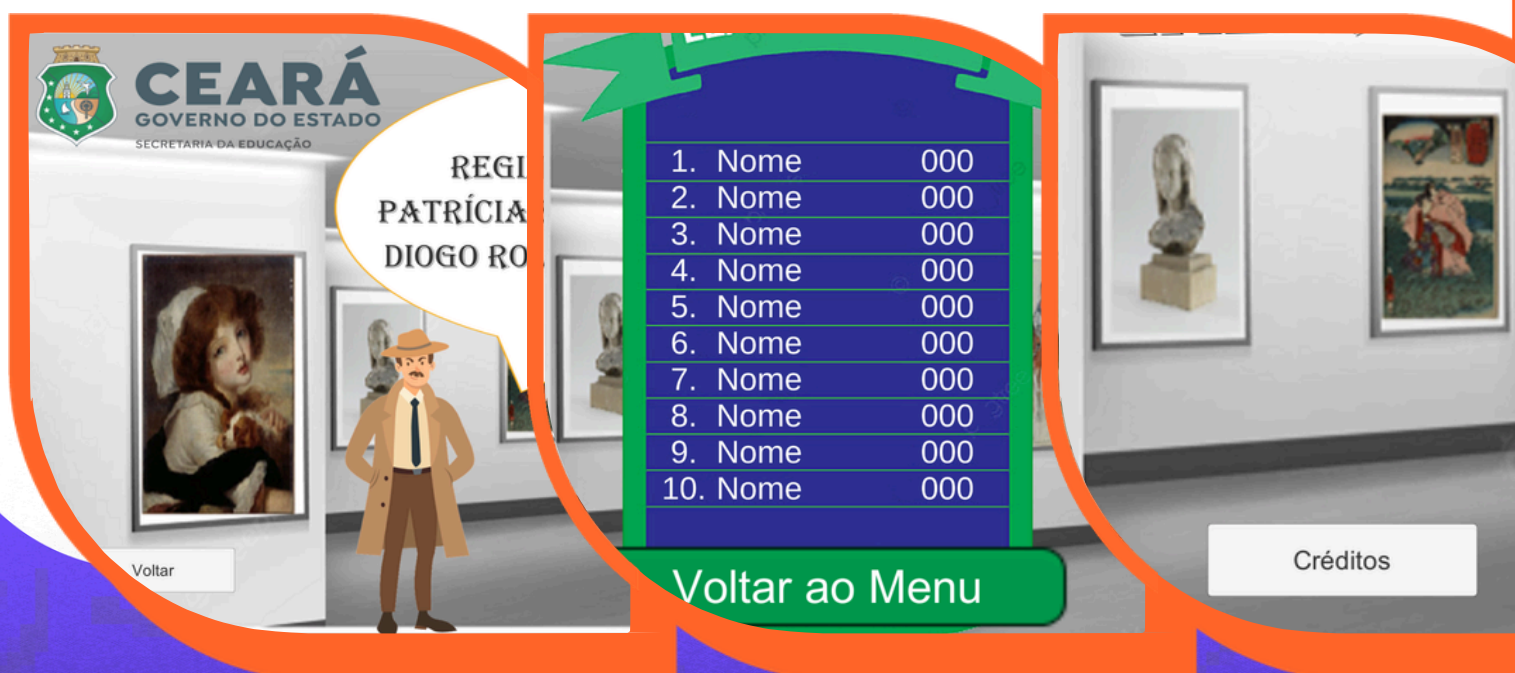 CEARÁ
GOVERNO DO ESTADO
SECRETARIA DA EDUCAÇÃO
REGI
PATRÍCIA
DIOGO RO
Voltar
1. Nome 000
2. Nome 000
3. Nome 000
4. Nome 000
5. Nome 000
6. Nome 000
7. Nome 000
8. Nome 000
9. Nome 000
10. Nome 000
Voltar ao Menu
Créditos